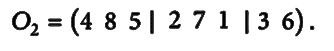 O₂ = (4 8 5 | 2 7 1 | 3 6).